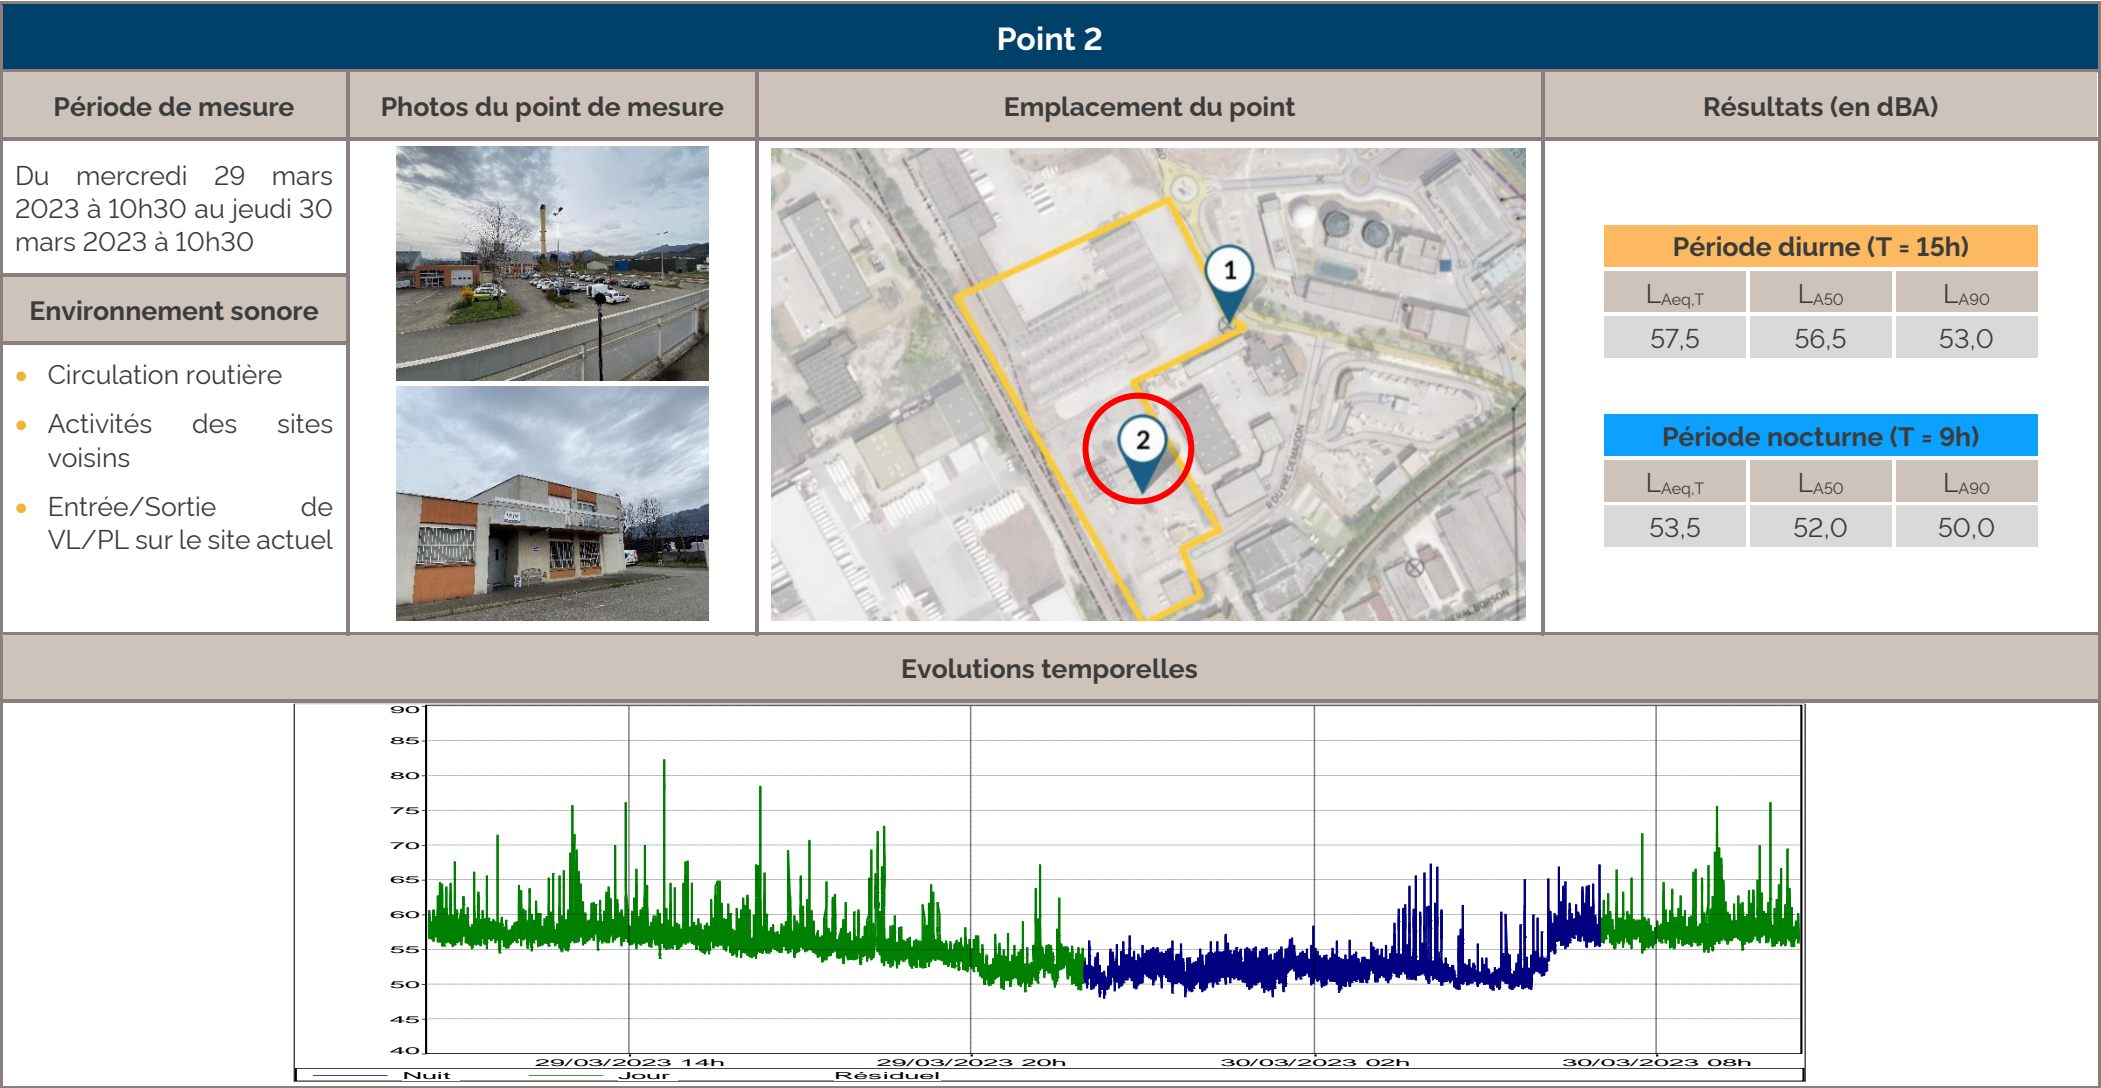 Point 2
Période de mesure
Photos du point de mesure
Emplacement du point
Résultats (en dBA)
Du mercredi 29 mars
2023 à 10h30 au jeudi 30
mars 2023 à 10h30
Environnement sonore
• Circulation routière
• Activités des sites
voisins
• Entrée/Sortie de
VL/PL sur le site actuel
1
2
R DU PRE DEMAISON
Période diurne (T = 15h)
LAeq,T LA50 LA90
57,5 56,5 53,0
Période nocturne (T = 9h)
LAeq,T LA50 LA90
53,5 52,0 50,0
Evolutions temporelles
90
85
80
75
70
65
60
55
50
45
40
29/03/2023 14h 29/03/2023 20h 30/03/2023 02h 30/03/2023 08h
Nuit Jour Résiduel